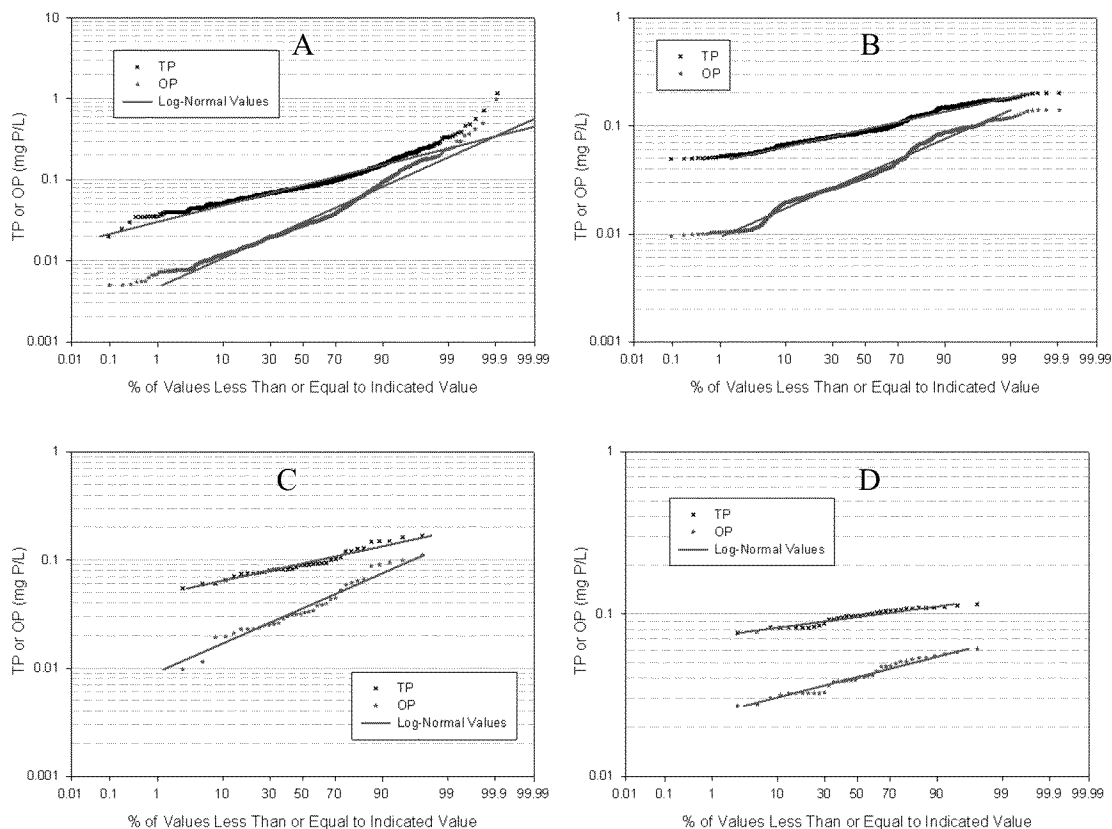 A
10
1
0.1
0.01
0.001
TP or OP (mg P/L)
TP
OP
Log-Normal Values
0.01 0.1 1 10 30 50 70 90 99 99.9 99.99
% of Values Less Than or Equal to Indicated Value
B
1
0.1
0.01
0.001
TP or OP (mg P/L)
TP
OP
0.01 0.1 1 10 30 50 70 90 99 99.9 99.99
% of Values Less Than or Equal to Indicated Value
C
1
0.1
0.01
0.001
TP or OP (mg P/L)
TP
OP
Log-Normal Values
0.01 0.1 1 10 30 50 70 90 99 99.9 99.99
% of Values Less Than or Equal to Indicated Value
D
1
0.1
0.01
TP or OP (mg P/L)
TP
OP
Log-Normal Values
0.01 0.1 1 10 30 50 70 90 99 99.9 99.99
% of Values Less Than or Equal to Indicated Value